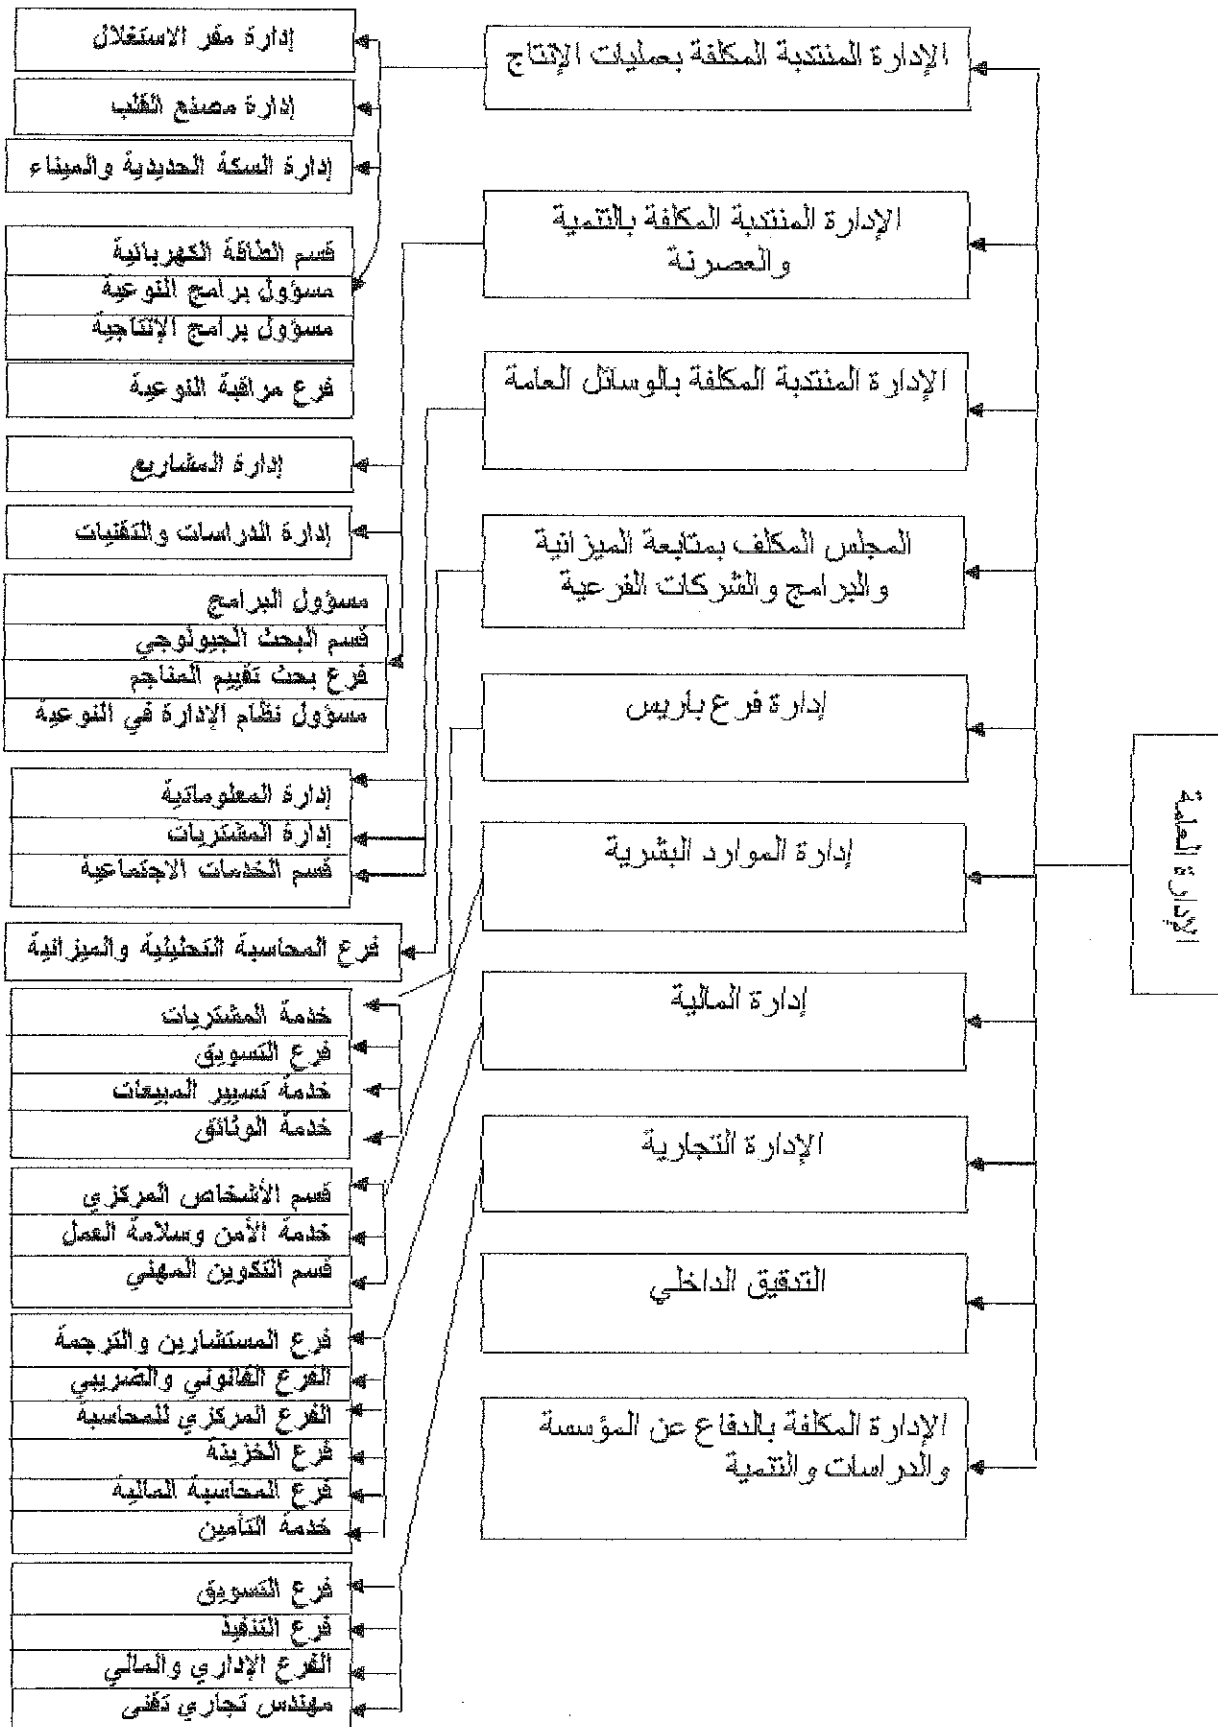 الإدارة العامة
الإدارة المنتدبة المكلفة بعمليات الإنتاج
الإدارة المنتدبة المكلفة بالتنمية
والعصرنة
الإدارة المنتدبة المكلفة بالوسائل العامة
المجلس المكلف بمتابعة الميزانية
والبرامج والشركات الفرعية
إدارة فرع باريس
إدارة الموارد البشرية
إدارة المالية
الإدارة التجارية
التدقيق الداخلي
الإدارة المكلفة بالدفاع عن المؤسسة
والدراسات والتنمية
إدارة مقر الاستغلال
إدارة مصنع القلب
إدارة السكة الحديدية والميناء
قسم الطاقة الكهربائية
مسؤول برامج النوعية
مسؤول برامج الإنتاجية
فرع مراقبة النوعية
إدارة المشاريع
إدارة الدراسات والتقنيات
مسؤول البرامج
قسم البحث الجيولوجي
فرع بحث تقييم المناجم
مسؤول نظام الإدارة في النوعية
إدارة المعلوماتية
إدارة المشتريات
قسم الخدمات الاجتماعية
فرع المحاسبة التحليلية والميزانية
خدمة المشتريات
فرع التسويق
خدمة تسيير المبيعات
خدمة الوثائق
قسم الأشخاص المركزي
خدمة الأمن وسلامة العمل
قسم التكوين المهني
فرع المستشارين والترجمة
الفرع القانوني والضريبي
الفرع المركزي للمحاسبة
فرع الخزينة
فرع المحاسبة المالية
خدمة التأمين
فرع التسويق
فرع التنفيذ
الفرع الإداري والمالي
مهندس تجاري تقني